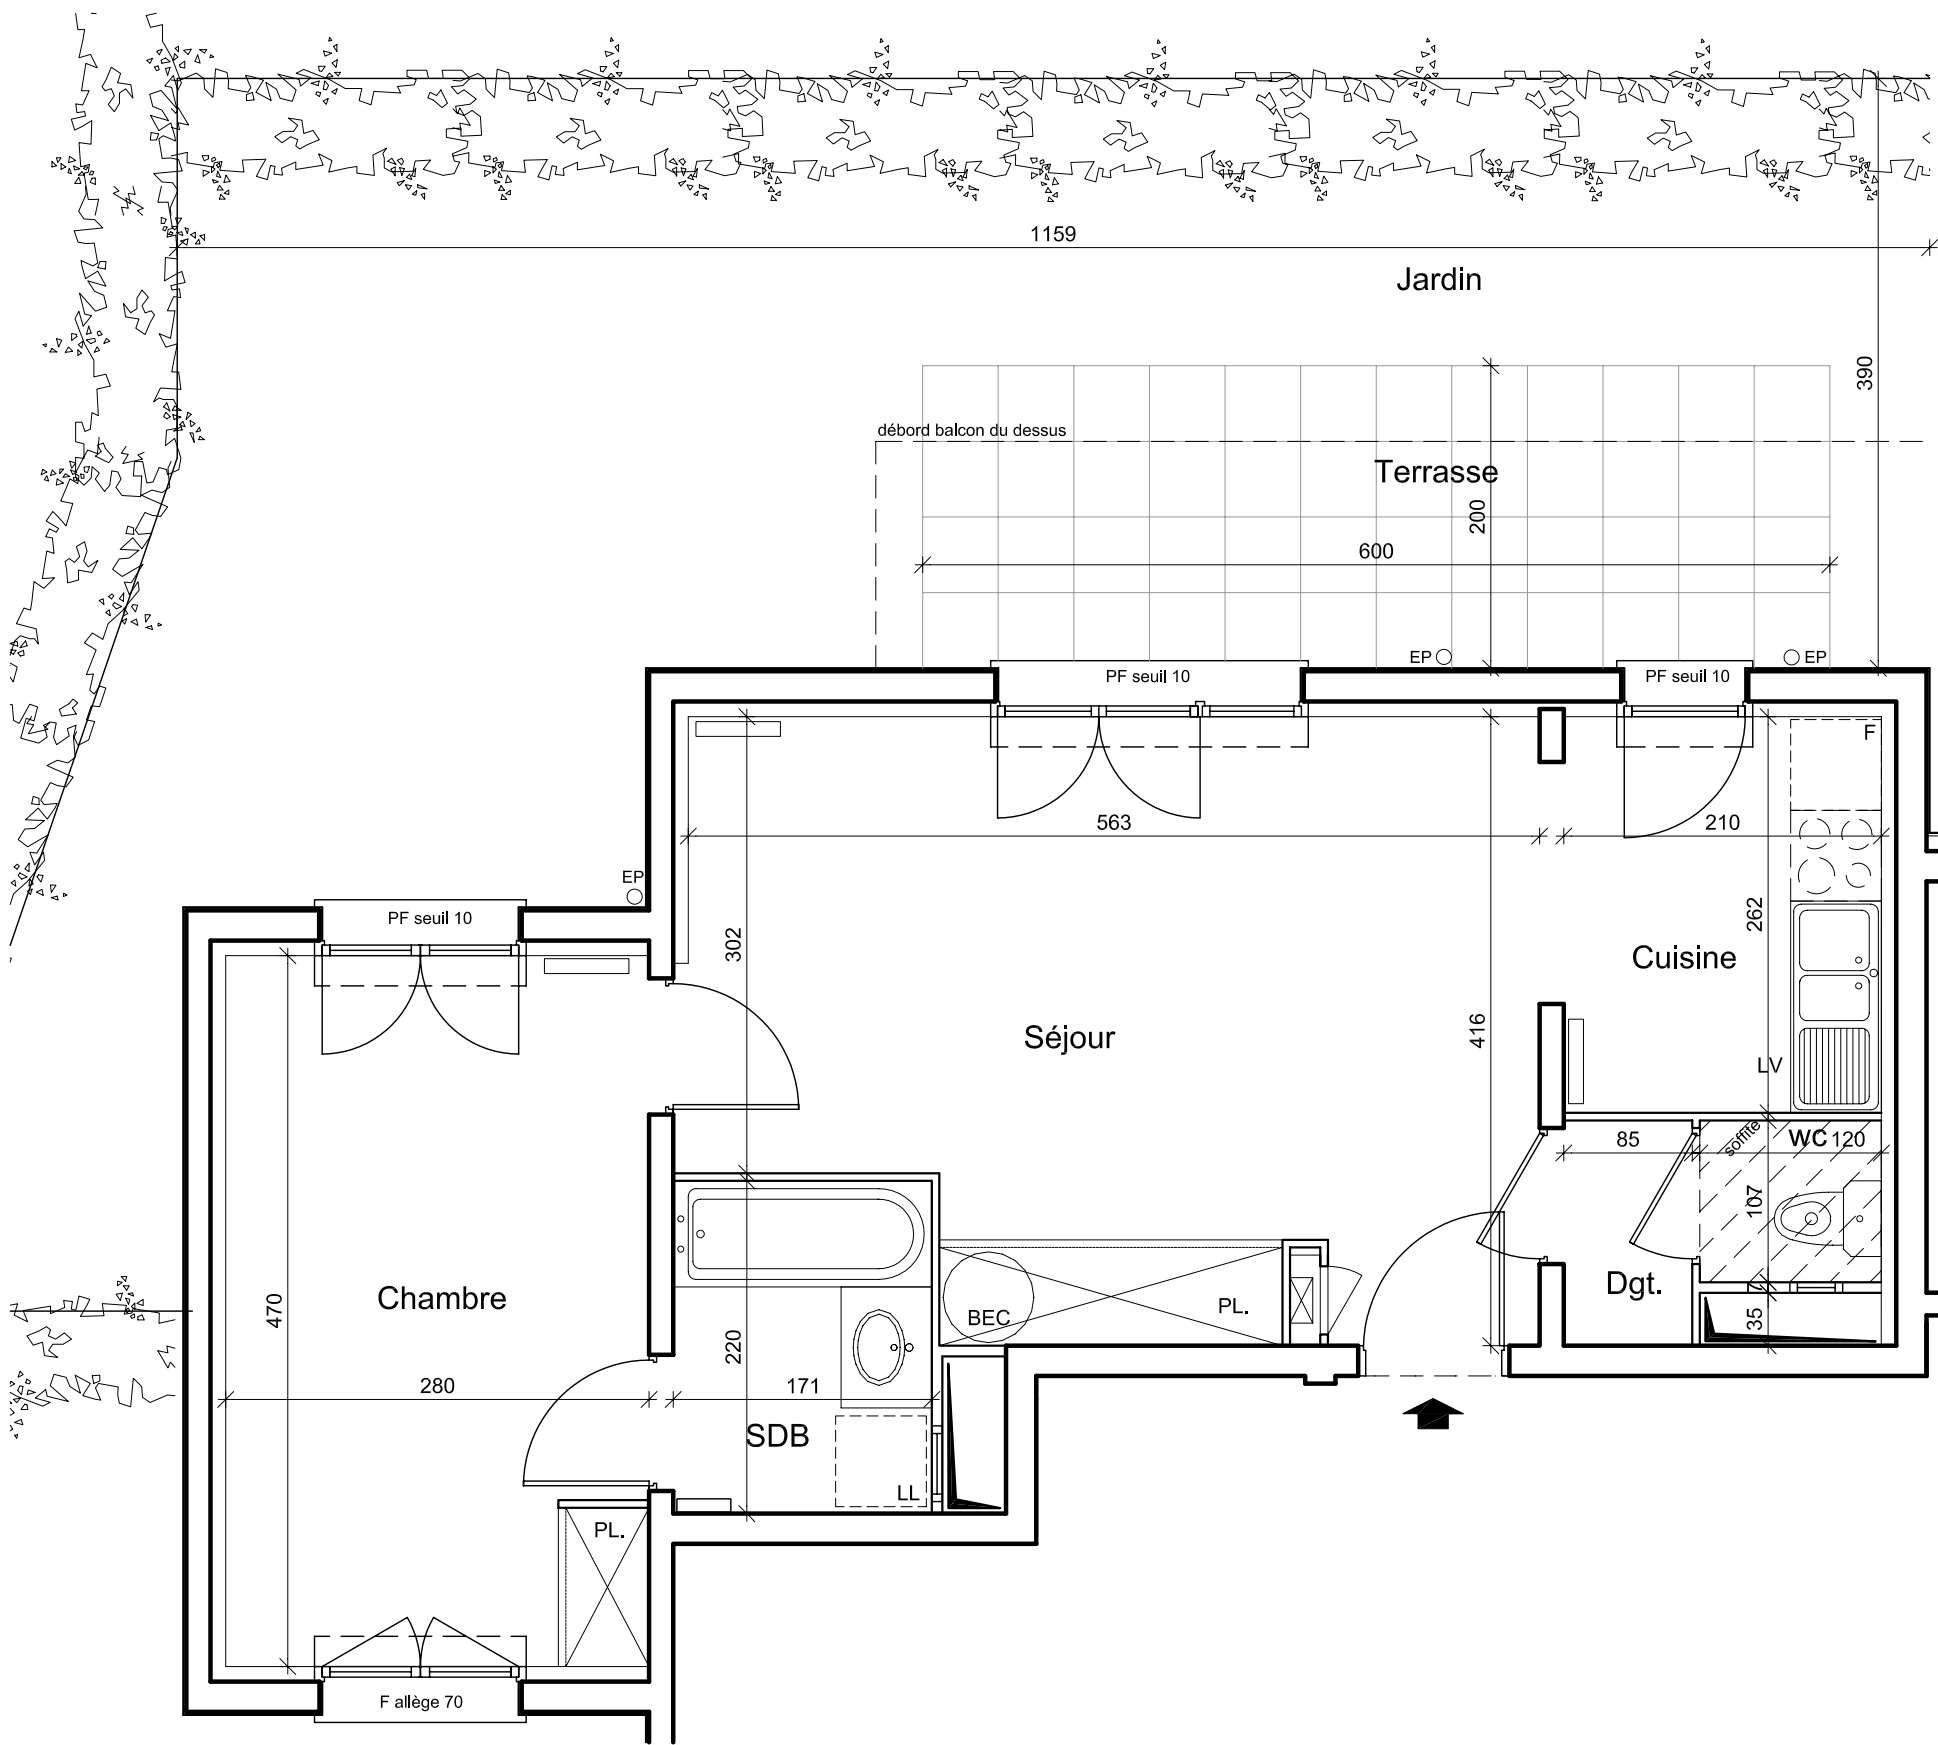 1159
Jardin
390
débord balcon du dessus
Terrasse
200
600
EP
EP
PF seuil 10
PF seuil 10
F
563
210
EP
PF seuil 10
302
262
Cuisine
Séjour
416
LV
soffite
WC 120
85
107
Dgt.
7
35
Chambre
470
BEC
PL.
220
280
171
SDB
LL
PL.
F allège 70